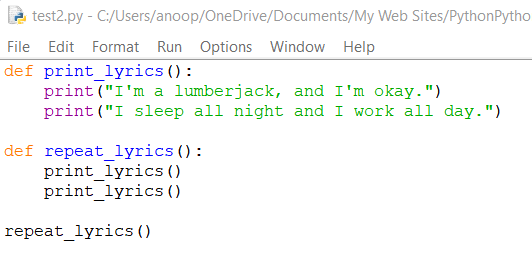 test2.py - C:/Users/anoop/OneDrive/Documents/My Web Sites/PythonPytho
File Edit Format Run Options Window Help
def print_lyrics():
    print("I'm a lumberjack, and I'm okay.")
    print("I sleep all night and I work all day.")

def repeat_lyrics():
    print_lyrics()
    print_lyrics()

repeat_lyrics()